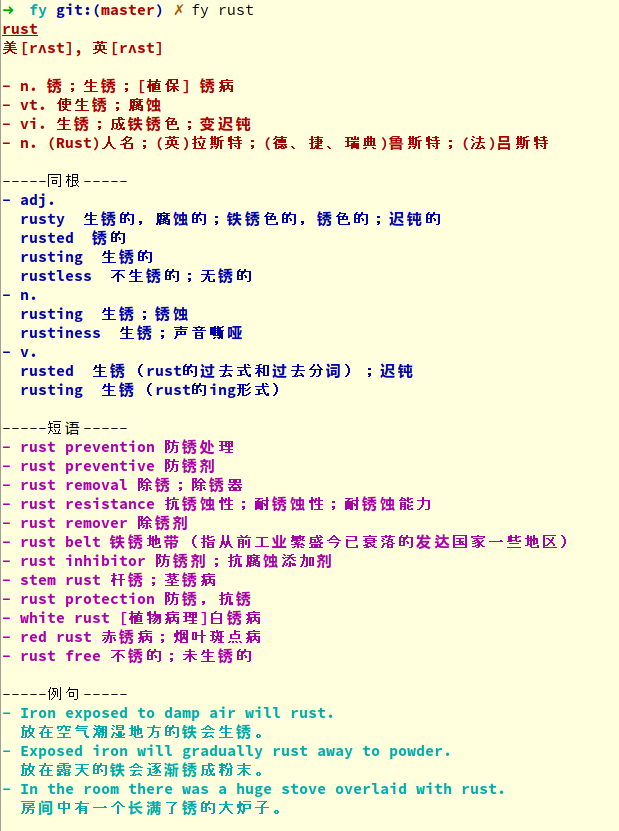 ➜ fy git:(master) ✗ fy rust
rust
美[rʌst], 英[rʌst]
- n. 锈；生锈；[植保] 锈病
- vt. 使生锈；腐蚀
- vi. 生锈；成铁锈色；变迟钝
- n. (Rust)人名；(英)拉斯特；(德、捷、瑞典)鲁斯特；(法)吕斯特
-----同根-----
- adj.
rusty 生锈的，腐蚀的；铁锈色的，锈色的；迟钝的
rusted 锈的
rusting 生锈的
rustless 不生锈的；无锈的
- n.
rusting 生锈；锈蚀
rustiness 生锈；声音嘶哑
- v.
rusted 生锈（rust的过去式和过去分词）；迟钝
rusting 生锈（rust的ing形式）
-----短语-----
- rust prevention 防锈处理
- rust preventive 防锈剂
- rust removal 除锈；除锈器
- rust resistance 抗锈蚀性；耐锈蚀性；耐锈蚀能力
- rust remover 除锈剂
- rust belt 铁锈地带（指从前工业繁盛今已衰落的发达国家一些地区）
- rust inhibitor 防锈剂；抗腐蚀添加剂
- stem rust 杆锈；茎锈病
- rust protection 防锈，抗锈
- white rust [植物病理]白锈病
- red rust 赤锈病；烟叶斑点病
- rust free 不锈的；未生锈的
-----例句-----
- Iron exposed to damp air will rust.
放在空气潮湿地方的铁会生锈。
- Exposed iron will gradually rust away to powder.
放在露天的铁会逐渐锈成粉末。
- In the room there was a huge stove overlaid with rust.
房间中有一个长满了锈的大炉子。